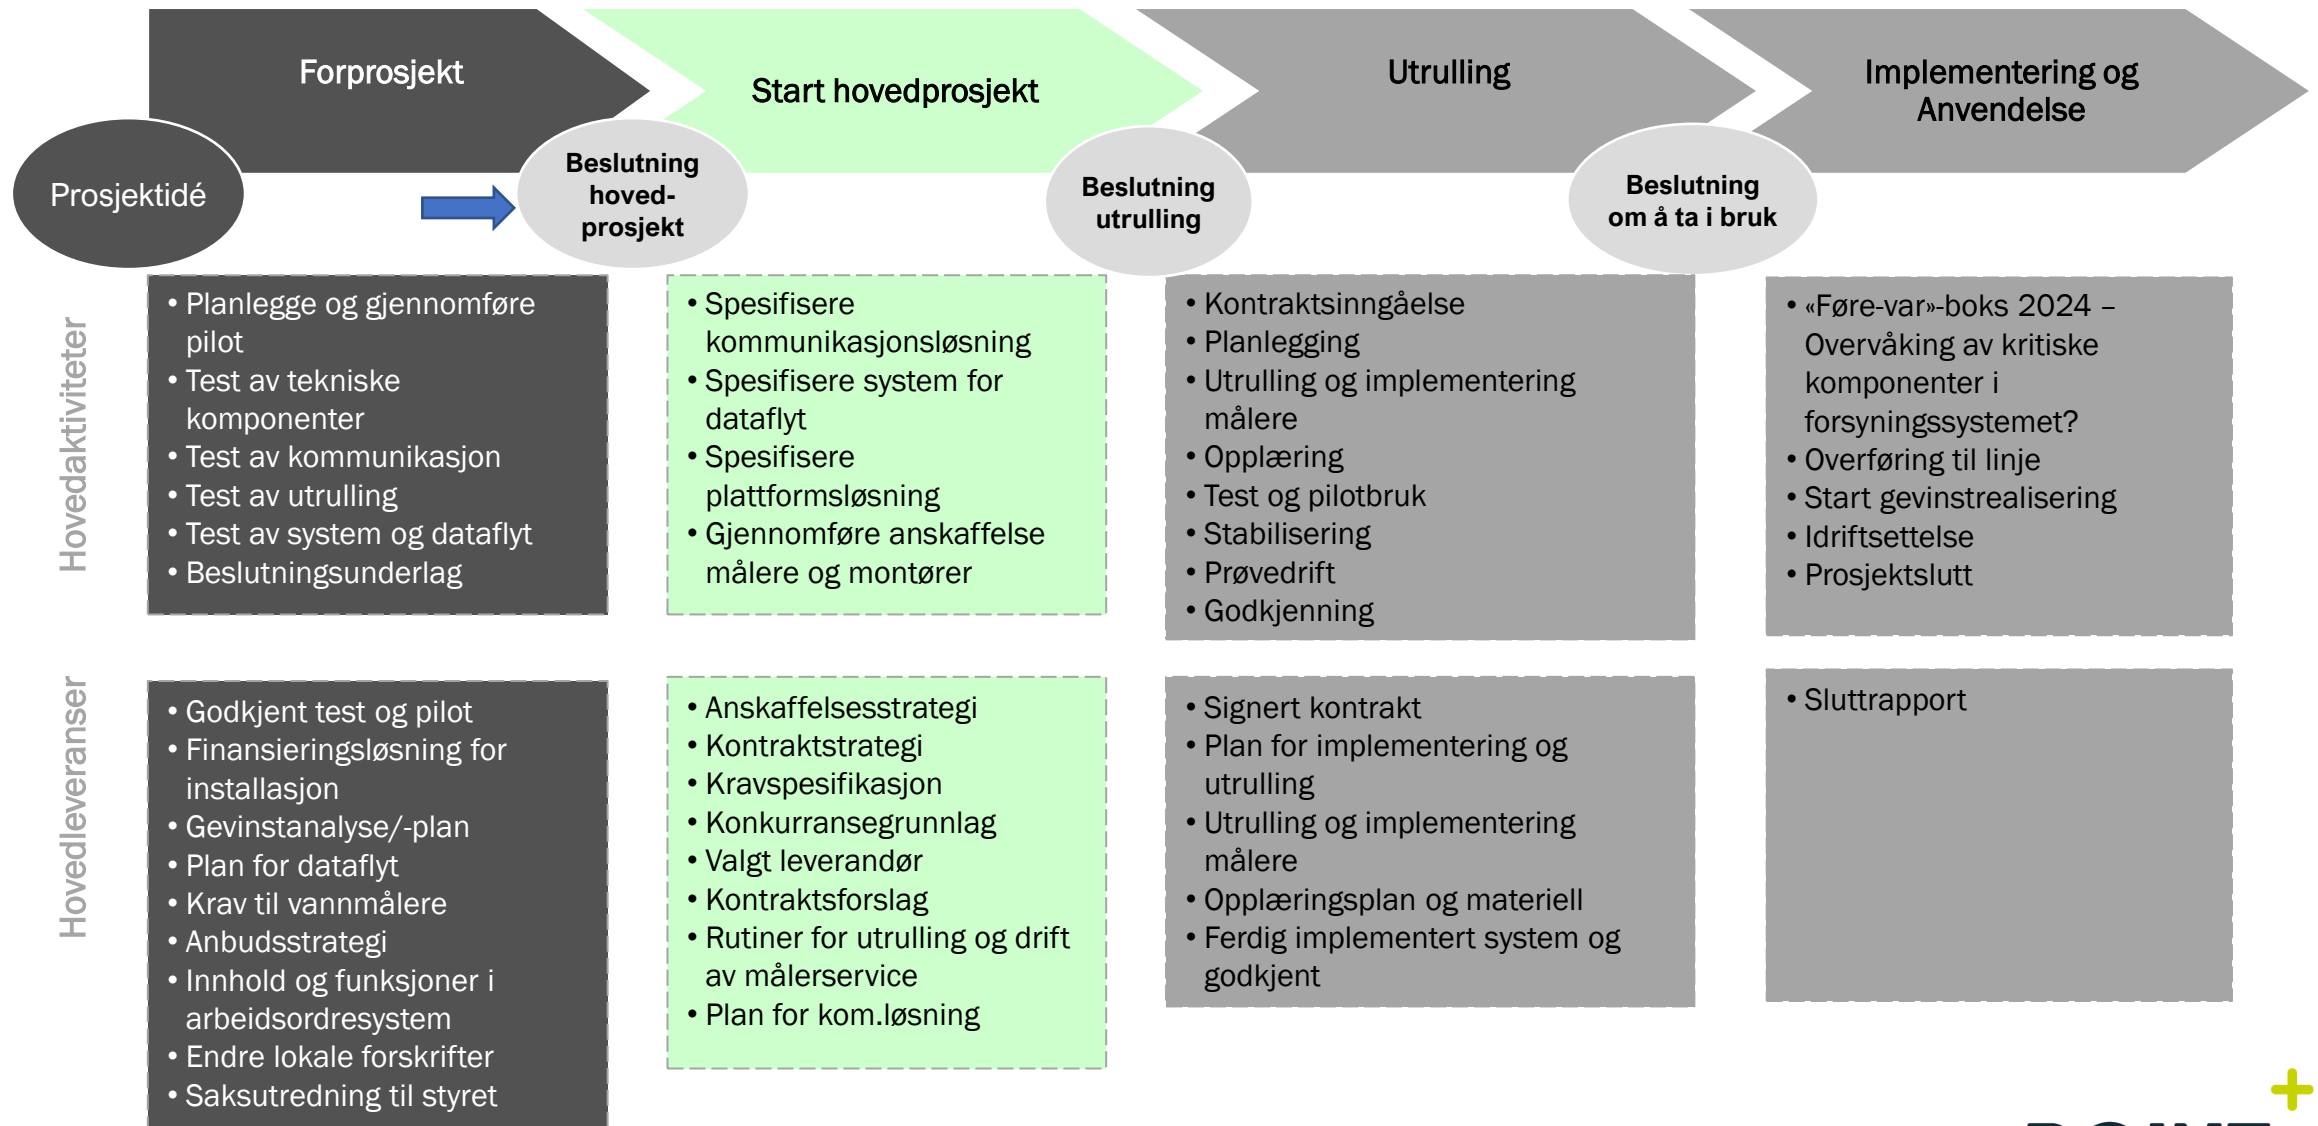 Forprosjekt
Start hovedprosjekt
Utrulling
Implementering og
Anvendelse
Prosjektidé
Beslutning
hoved-
prosjekt
Beslutning
utrulling
Beslutning
om å ta i bruk
Hovedaktiviteter
• Planlegge og gjennomføre
pilot
• Test av tekniske
komponenter
• Test av kommunikasjon
• Test av utrulling
• Test av system og dataflyt
• Beslutningsunderlag
• Spesifisere
kommunikasjonsløsning
• Spesifisere system for
dataflyt
• Spesifisere
plattformsløsning
• Gjennomføre anskaffelse
målere og montører
• Kontraktsinngåelse
• Planlegging
• Utrulling og implementering
målere
• Opplæring
• Test og pilotbruk
• Stabilisering
• Prøvedrift
• Godkjenning
• «Føre-var»-boks 2024 –
Overvåking av kritiske
komponenter i
forsyningssystemet?
• Overføring til linje
• Start gevinstrealisering
• Idriftsettelse
• Prosjektslutt
Hovedleveranser
• Godkjent test og pilot
• Finansieringsløsning for
installasjon
• Gevinstanalyse/-plan
• Plan for dataflyt
• Krav til vannmålere
• Anbudsstrategi
• Innhold og funksjoner i
arbeidsordresystem
• Endre lokale forskrifter
• Saksutredning til styret
• Anskaffelsesstrategi
• Kontraktstrategi
• Kravspesifikasjon
• Konkurransegrunnlag
• Valgt leverandør
• Kontraktsforslag
• Rutiner for utrulling og drift
av målerservice
• Plan for kom.løsning
• Signert kontrakt
• Plan for implementering og
utrulling
• Utrulling og implementering
målere
• Opplæringsplan og materiell
• Ferdig implementert system og
godkjent
• Sluttrapport